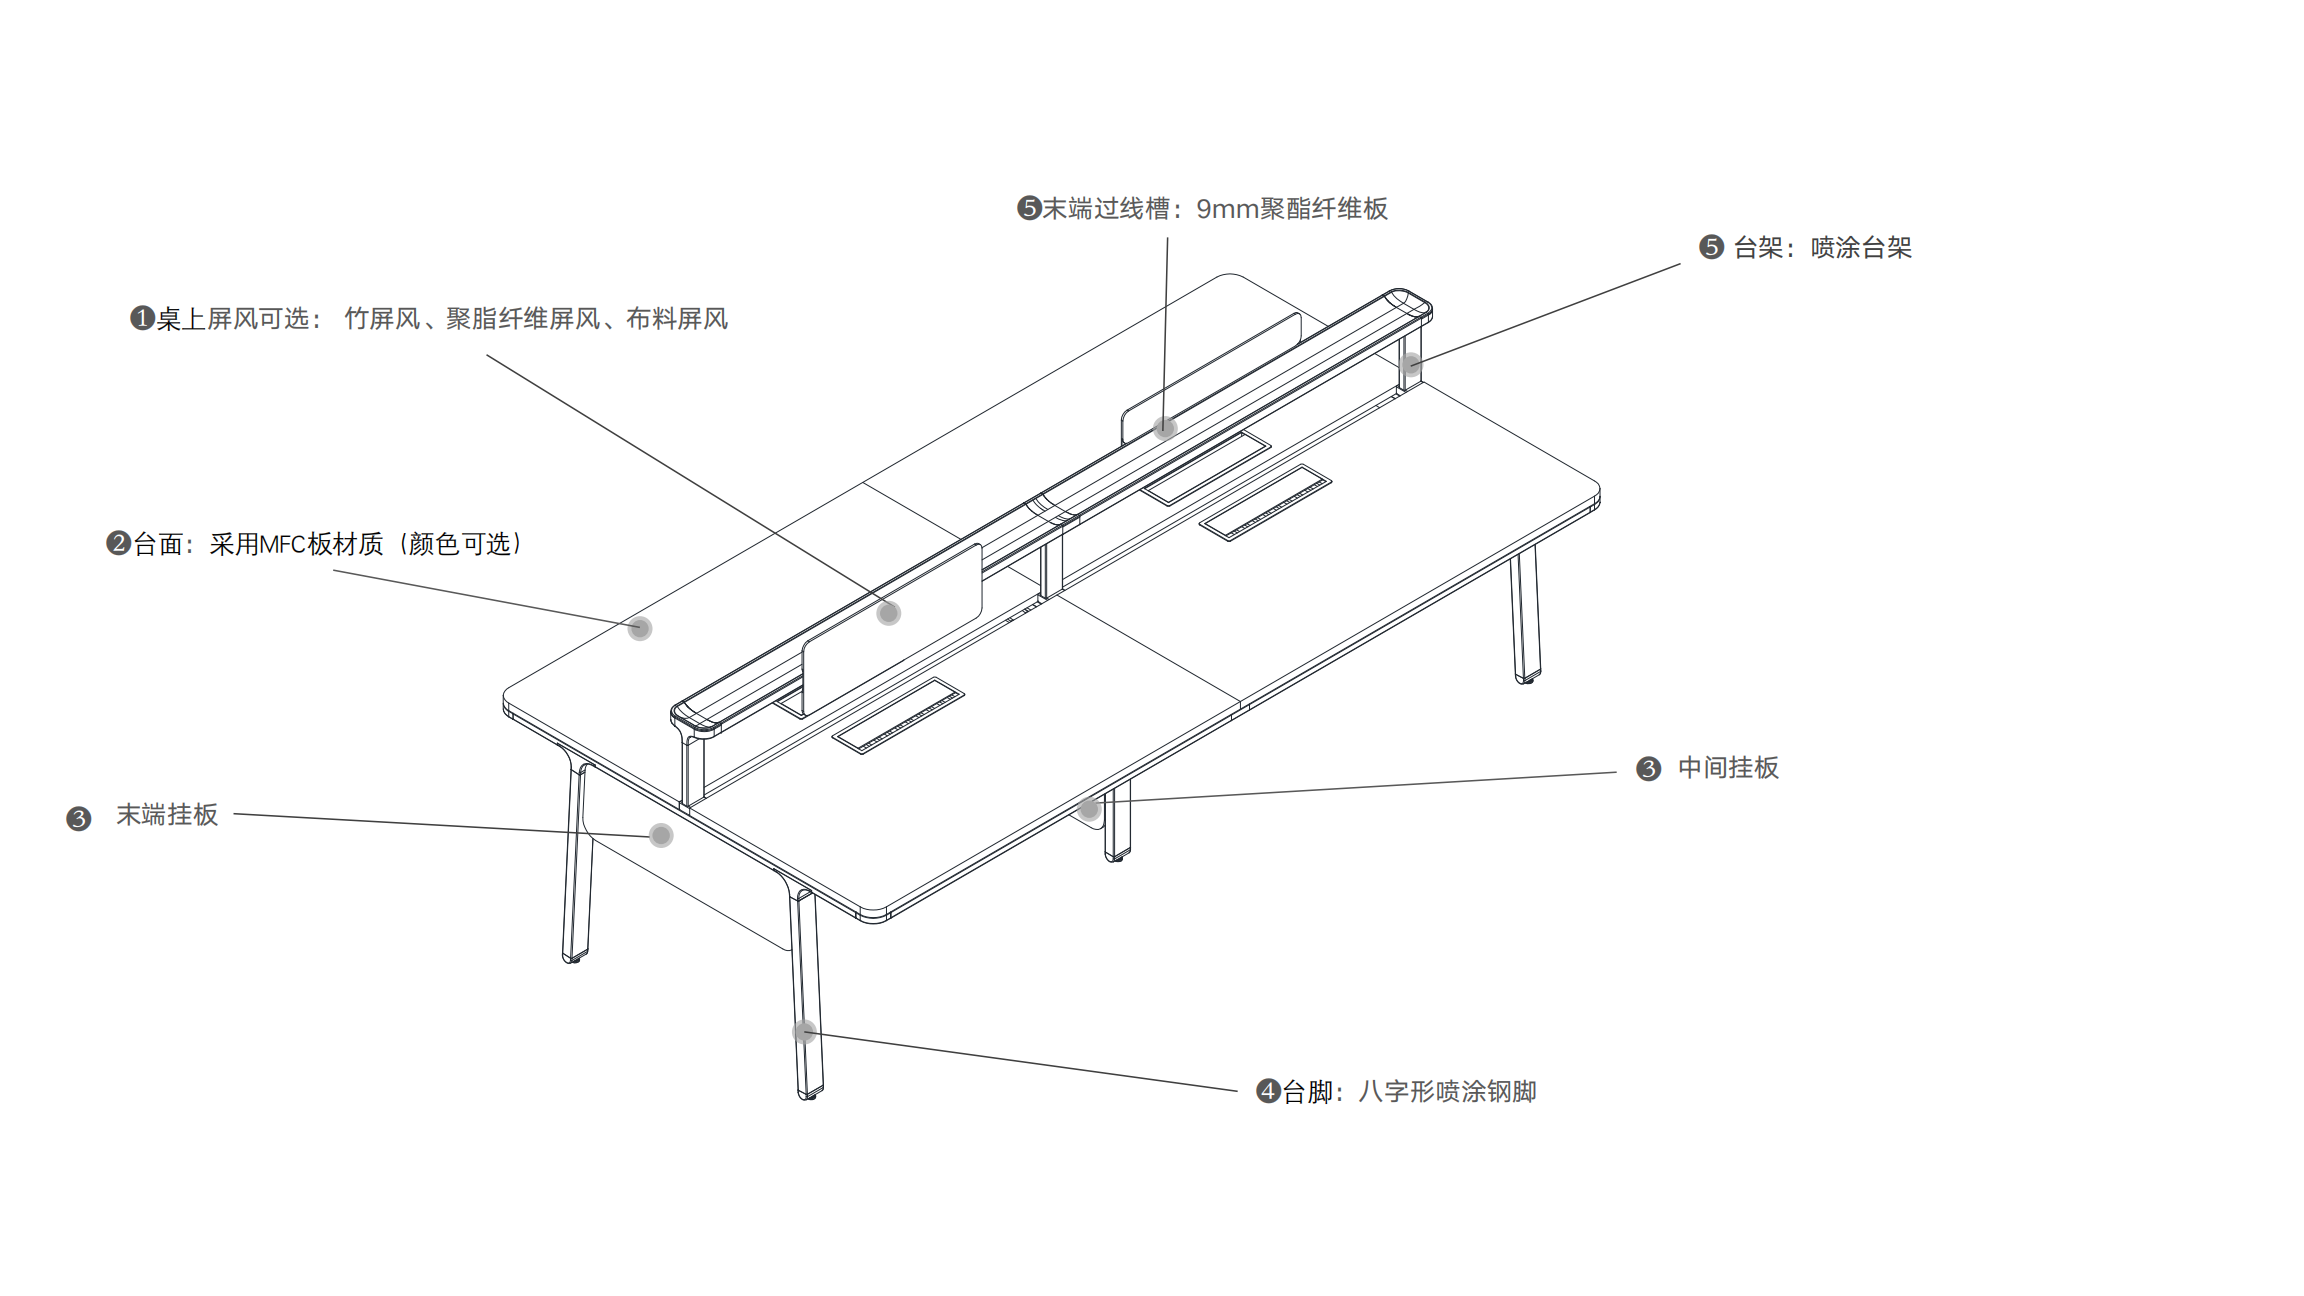 ❺末端过线槽：9mm聚酯纤维板
❺ 台架：喷涂台架
❶桌上屏风可选： 竹屏风、聚脂纤维屏风、布料屏风
❷台面：采用MFC板材质（颜色可选）
❸ 中间挂板
❸ 末端挂板
❹台脚：八字形喷涂钢脚